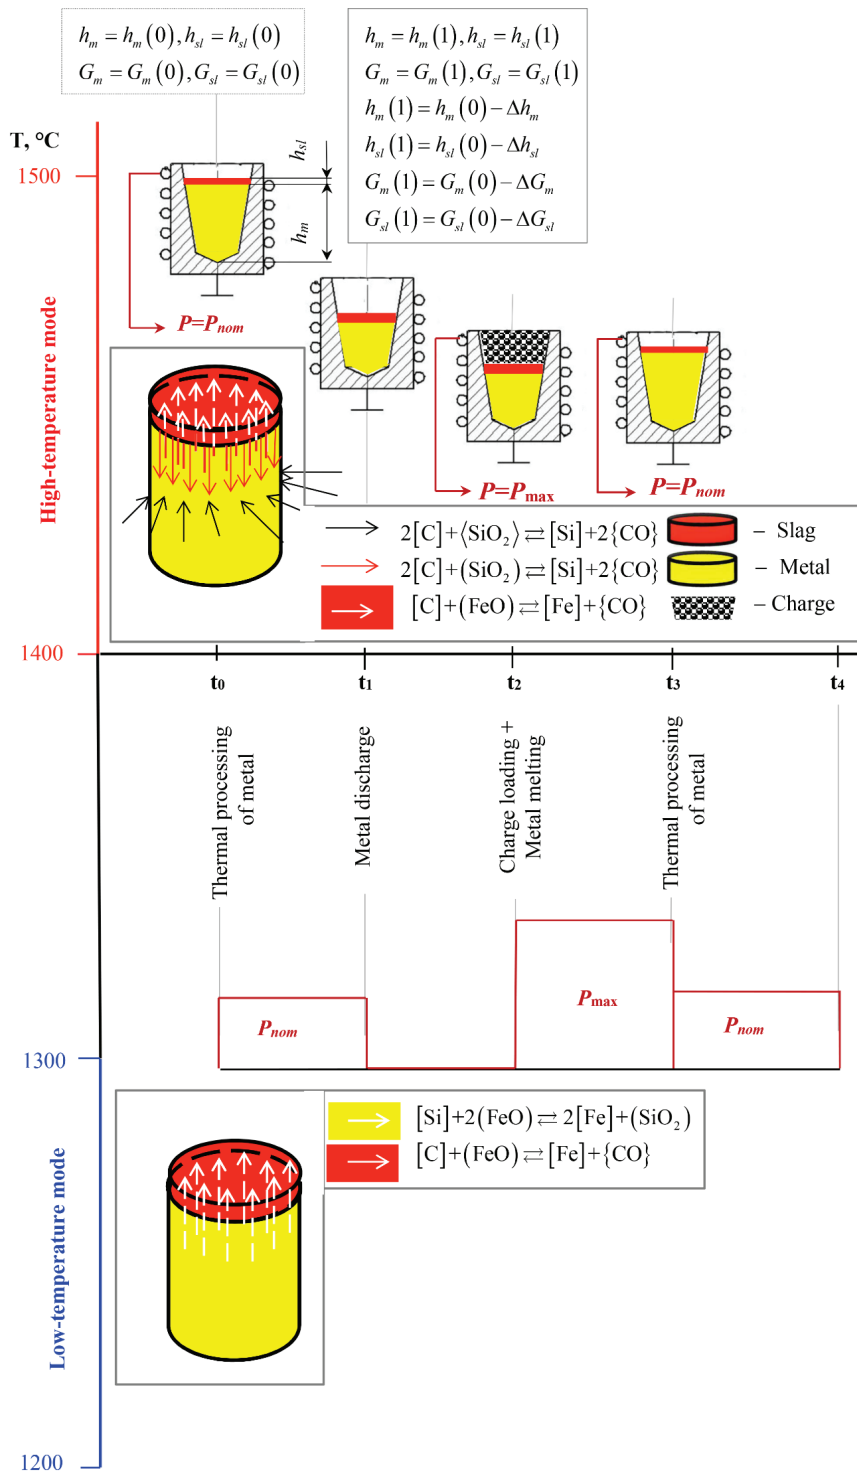 h_m = h_m(0), h_sl = h_sl(0)
G_m = G_m(0), G_sl = G_sl(0)
h_m = h_m(1), h_sl = h_sl(1)
G_m = G_m(1), G_sl = G_sl(1)
h_m(1) = h_m(0) − Δh_m
h_sl(1) = h_sl(0) − Δh_sl
G_m(1) = G_m(0) − ΔG_m
G_sl(1) = G_sl(0) − ΔG_sl
T, °C
1500
h_sl
h_m
P=P_nom
P=P_max
P=P_nom
High-temperature mode
2[C]+⟨SiO₂⟩⇄[Si]+2{CO}
– Slag
2[C]+(SiO₂)⇄[Si]+2{CO}
– Metal
[C]+(FeO)⇄[Fe]+{CO}
– Charge
1400
t₀
t₁
t₂
t₃
t₄
Thermal processing
of metal
Metal discharge
Charge loading +
Metal melting
Thermal processing
of metal
P_nom
P_max
P_nom
1300
[Si]+2(FeO)⇄2[Fe]+(SiO₂)
[C]+(FeO)⇄[Fe]+{CO}
Low-temperature mode
1200